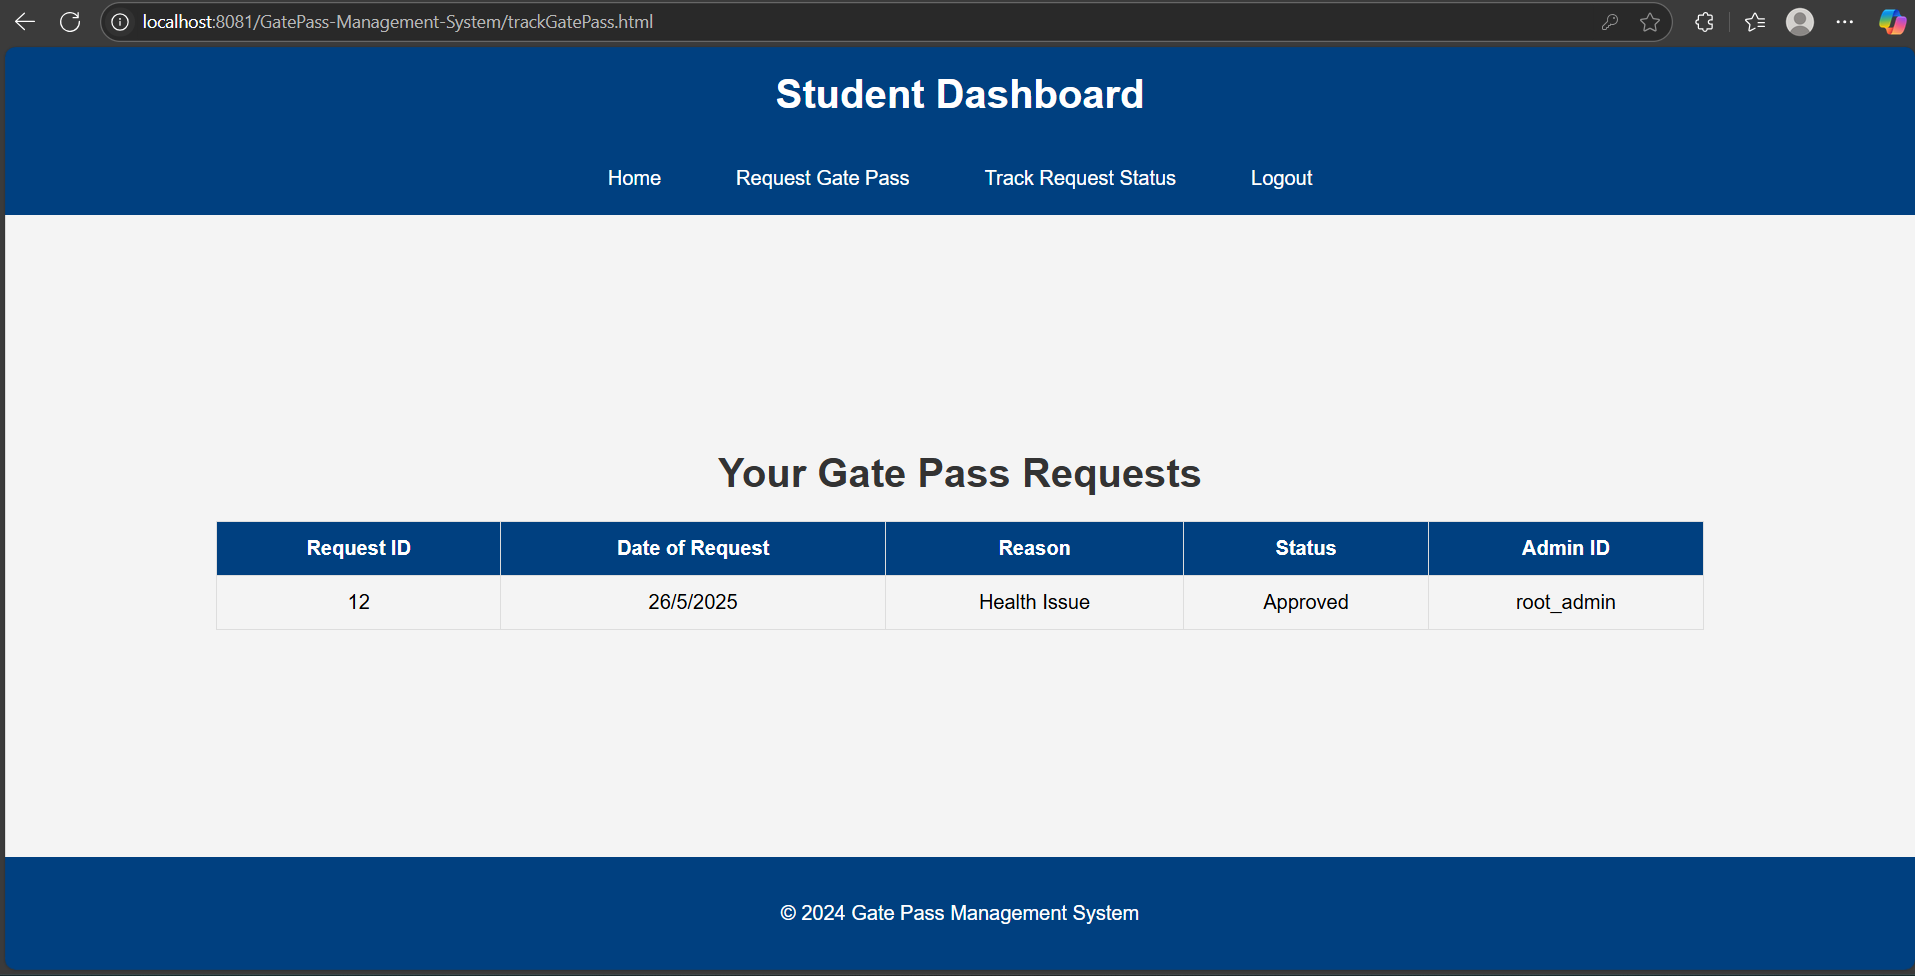 localhost:8081/GatePass-Management-System/trackGatePass.html
Student Dashboard
Home Request Gate Pass Track Request Status Logout
Your Gate Pass Requests
Request ID Date of Request Reason Status Admin ID
12 26/5/2025 Health Issue Approved root_admin
© 2024 Gate Pass Management System